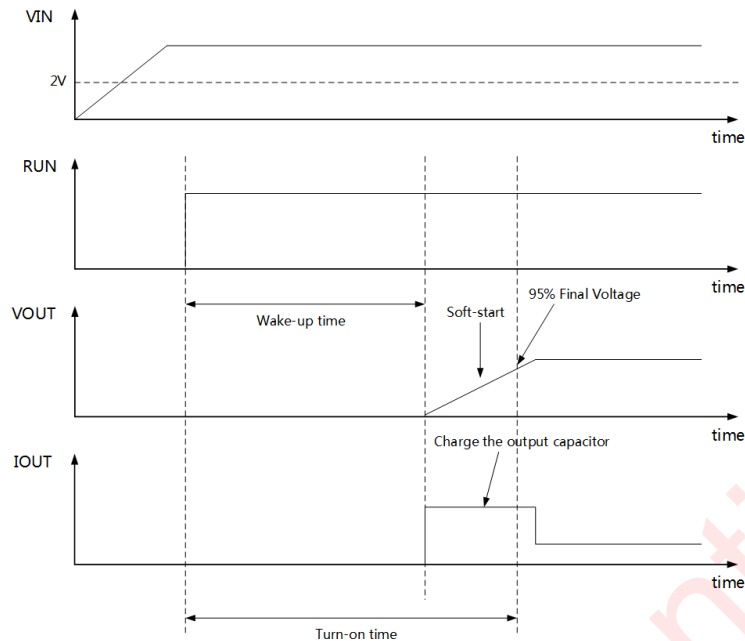 VIN
2V
time
RUN
time
95% Final Voltage
VOUT
Soft-start
Wake-up time
time
Charge the output capacitor
IOUT
time
Turn-on time